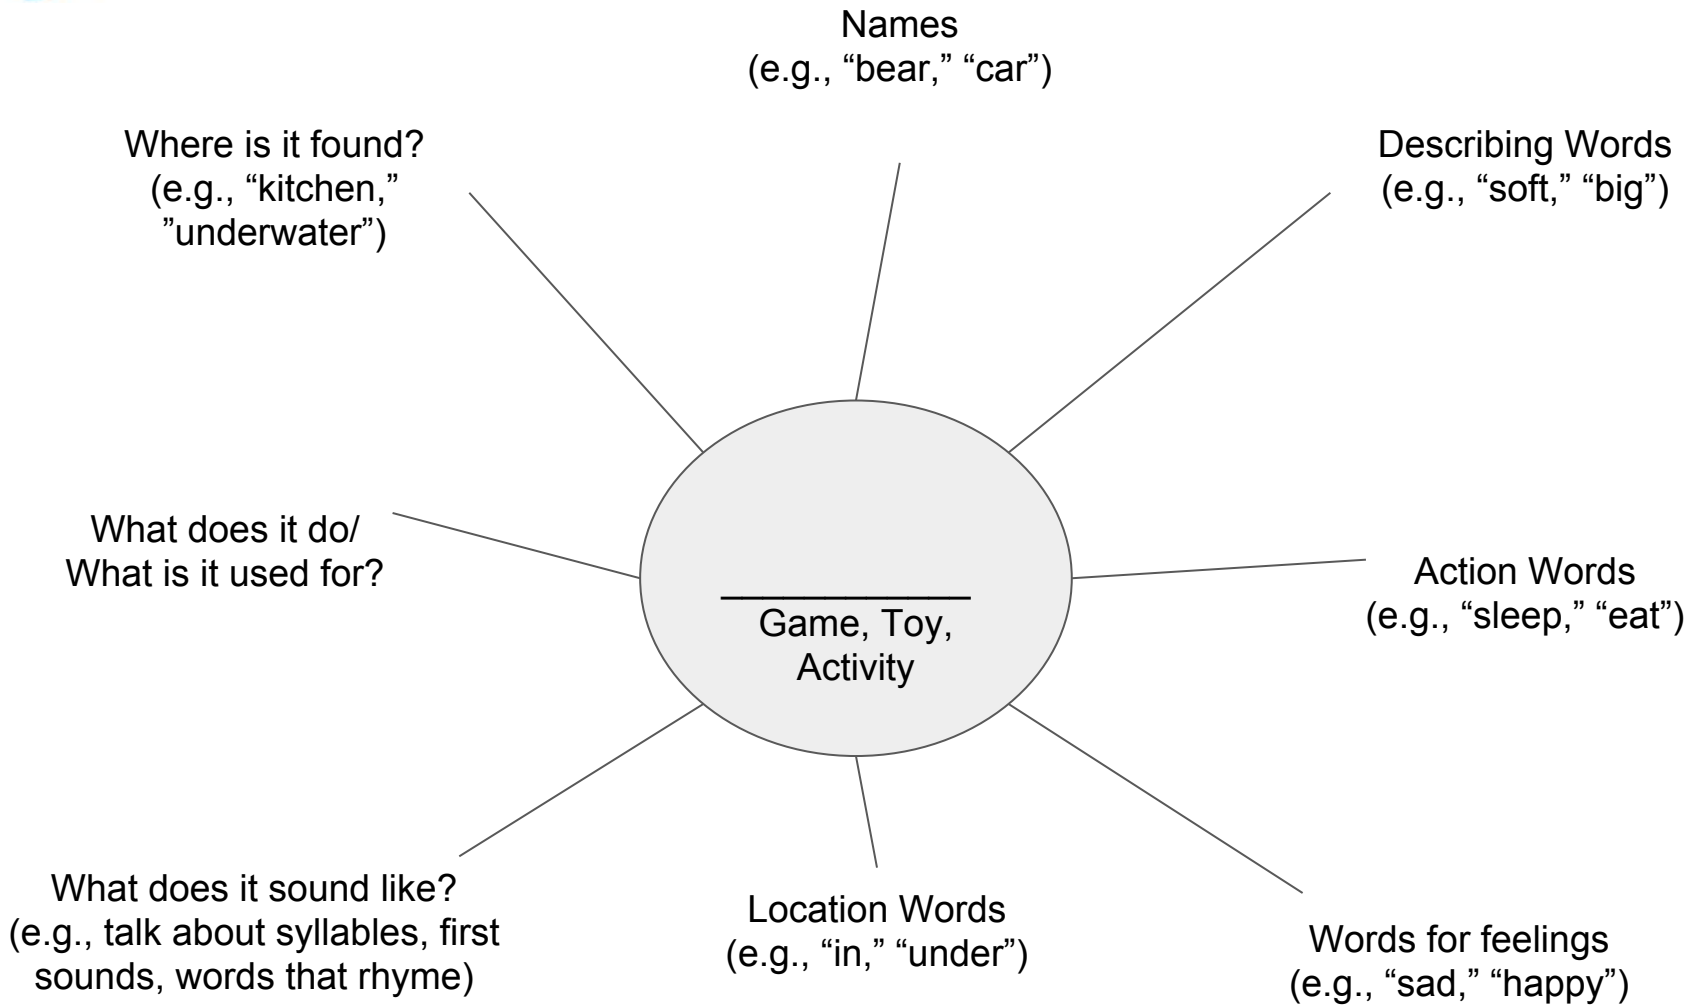 Names
(e.g., “bear,” “car”)
Where is it found?
(e.g., “kitchen,”
”underwater”)
Describing Words
(e.g., “soft,” “big”)
What does it do/
What is it used for?
____________
Game, Toy,
Activity
Action Words
(e.g., “sleep,” “eat”)
What does it sound like?
(e.g., talk about syllables, first
sounds, words that rhyme)
Location Words
(e.g., “in,” “under”)
Words for feelings
(e.g., “sad,” “happy”)